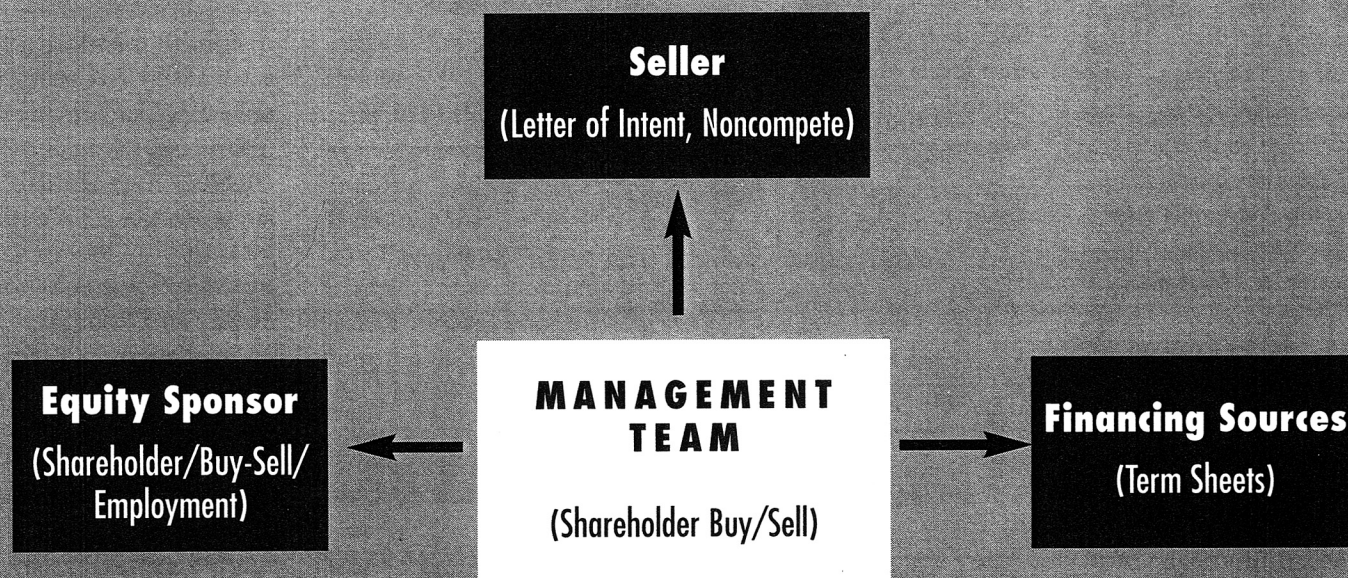 Seller
(Letter of Intent, Noncompete)
Equity Sponsor
(Shareholder/Buy-Sell/
Employment)
MANAGEMENT
TEAM
(Shareholder Buy/Sell)
Financing Sources
(Term Sheets)